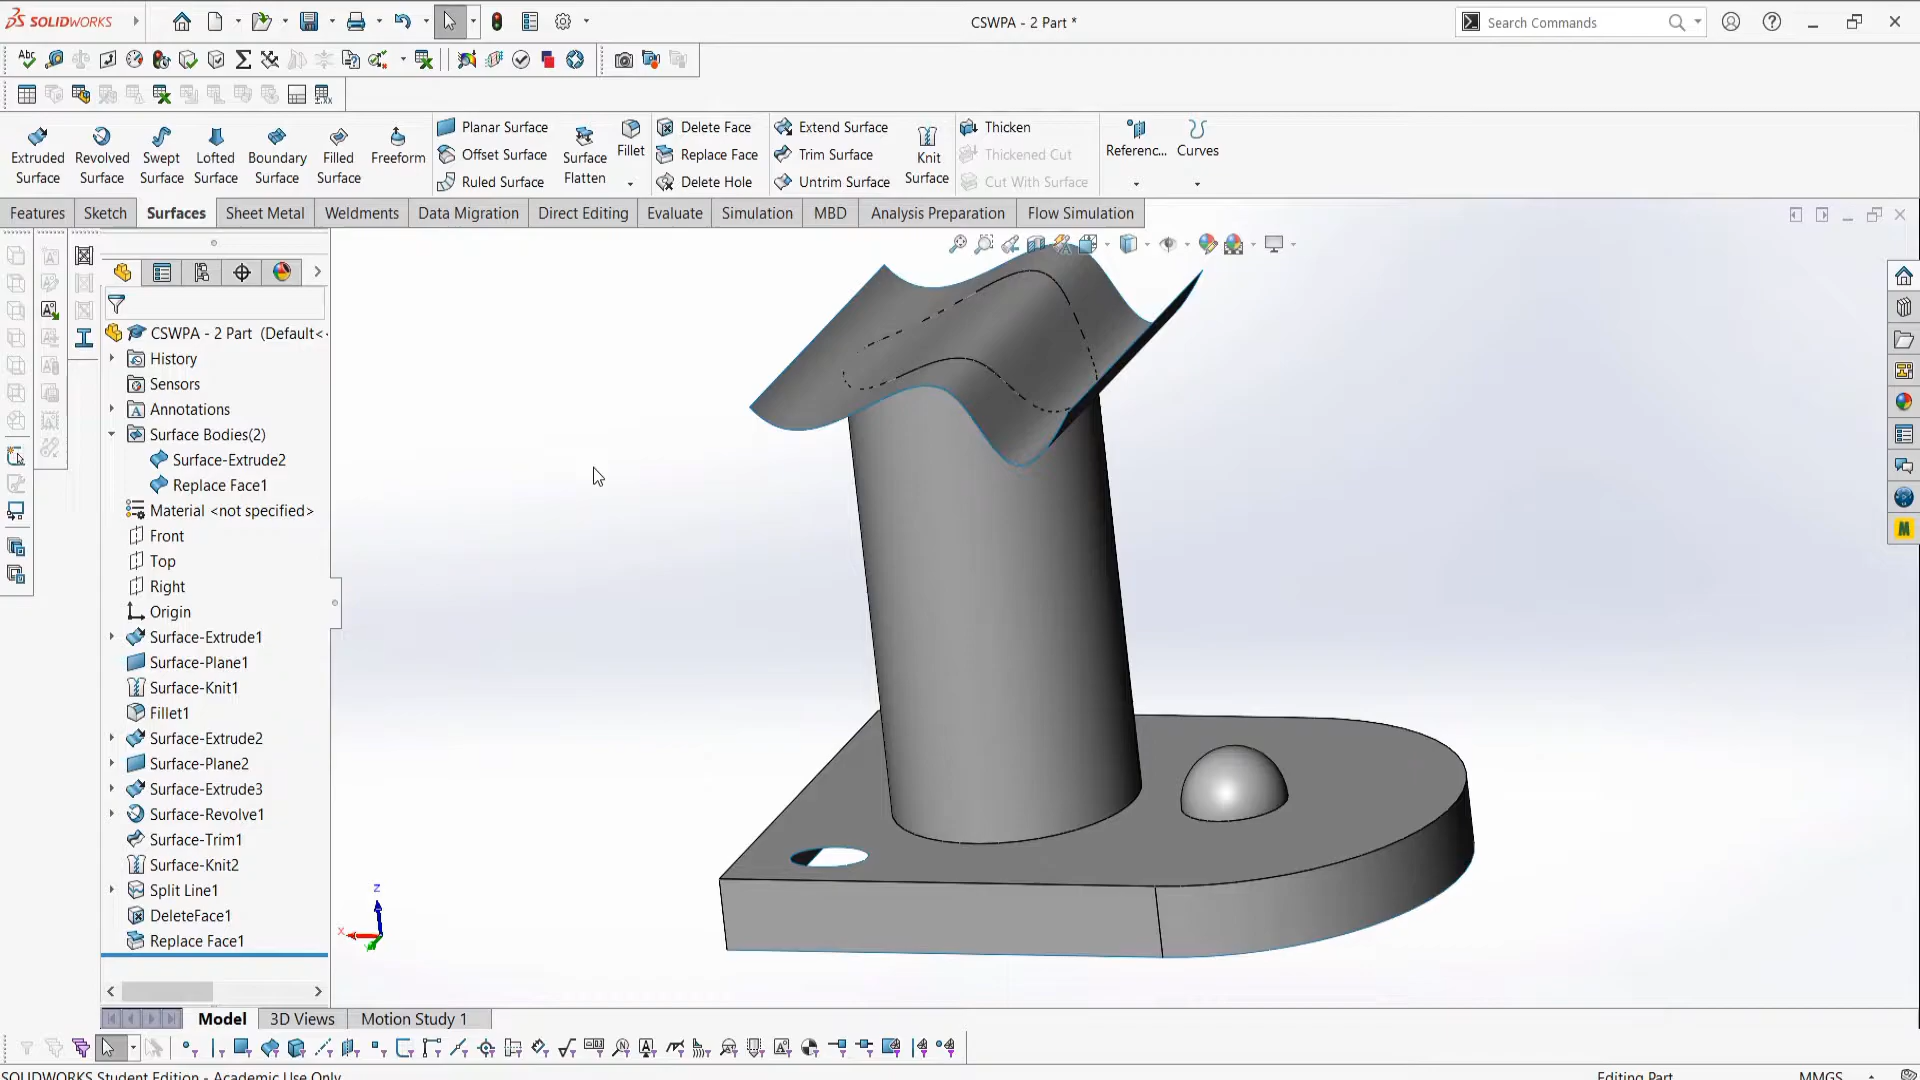 SOLIDWORKS
CSWPA - 2 Part *
Search Commands
Extruded Surface
Revolved Surface
Swept Surface
Lofted Surface
Boundary Surface
Filled Surface
Freeform
Planar Surface
Offset Surface
Ruled Surface
Surface Flatten
Fillet
Delete Face
Replace Face
Delete Hole
Extend Surface
Trim Surface
Untrim Surface
Knit Surface
Thicken
Thickened Cut
Cut With Surface
Referenc...
Curves
Features
Sketch
Surfaces
Sheet Metal
Weldments
Data Migration
Direct Editing
Evaluate
Simulation
MBD
Analysis Preparation
Flow Simulation
CSWPA - 2 Part (Default<
History
Sensors
Annotations
Surface Bodies(2)
Surface-Extrude2
Replace Face1
Material <not specified>
Front
Top
Right
Origin
Surface-Extrude1
Surface-Plane1
Surface-Knit1
Fillet1
Surface-Extrude2
Surface-Plane2
Surface-Extrude3
Surface-Revolve1
Surface-Trim1
Surface-Knit2
Split Line1
DeleteFace1
Replace Face1
Z
X
Model
3D Views
Motion Study 1
SOLIDWORKS Student Edition - Academic Use Only
Editing Part
MMGS